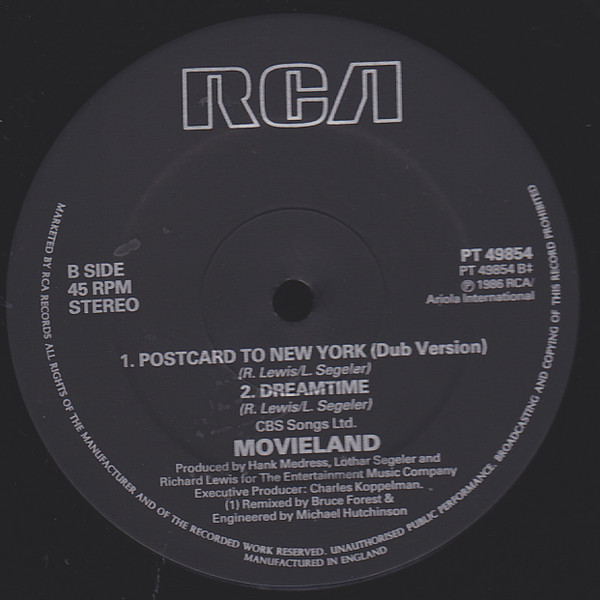 RCA
B SIDE
45 RPM
STEREO
PT 49854
PT 49854 B‡
Ⓟ 1986 RCA/
Ariola International
1. POSTCARD TO NEW YORK (Dub Version)
(R. Lewis/L. Segeler)
2. DREAMTIME
(R. Lewis/L. Segeler)
CBS Songs Ltd.
MOVIELAND
Produced by Hank Medress, Lothar Segeler and
Richard Lewis for The Entertainment Music Company
Executive Producer: Charles Koppelman.
(1) Remixed by Bruce Forest &
Engineered by Michael Hutchinson
MARKETED BY RCA RECORDS ALL RIGHTS OF THE MANUFACTURER AND OF THE RECORDED WORK RESERVED. UNAUTHORISED PUBLIC PERFORMANCE, BROADCASTING AND COPYING OF THIS RECORD PROHIBITED
MANUFACTURED IN ENGLAND